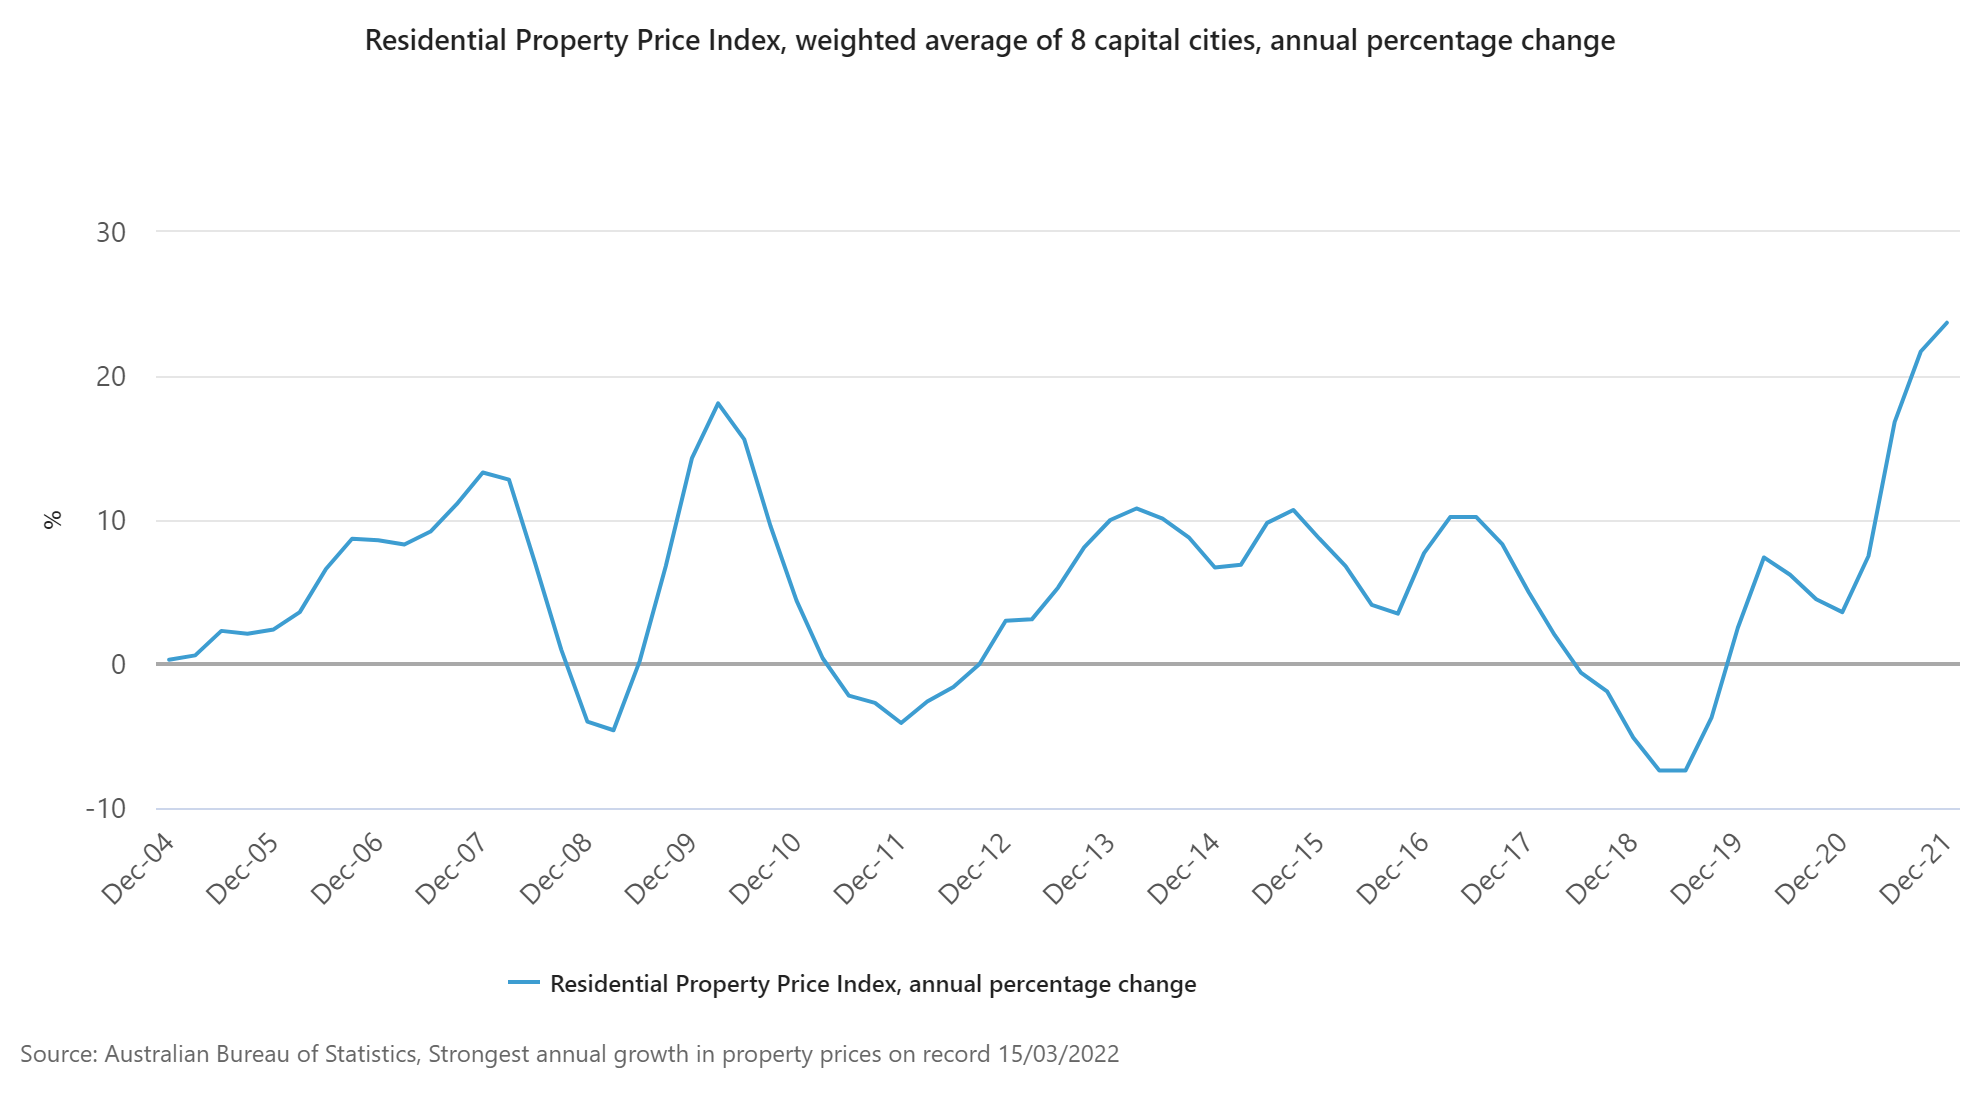 Residential Property Price Index, weighted average of 8 capital cities, annual percentage change
30
20
10
0
-10
%
Dec-04
Dec-05
Dec-06
Dec-07
Dec-08
Dec-09
Dec-10
Dec-11
Dec-12
Dec-13
Dec-14
Dec-15
Dec-16
Dec-17
Dec-18
Dec-19
Dec-20
Dec-21
Residential Property Price Index, annual percentage change
Source: Australian Bureau of Statistics, Strongest annual growth in property prices on record 15/03/2022